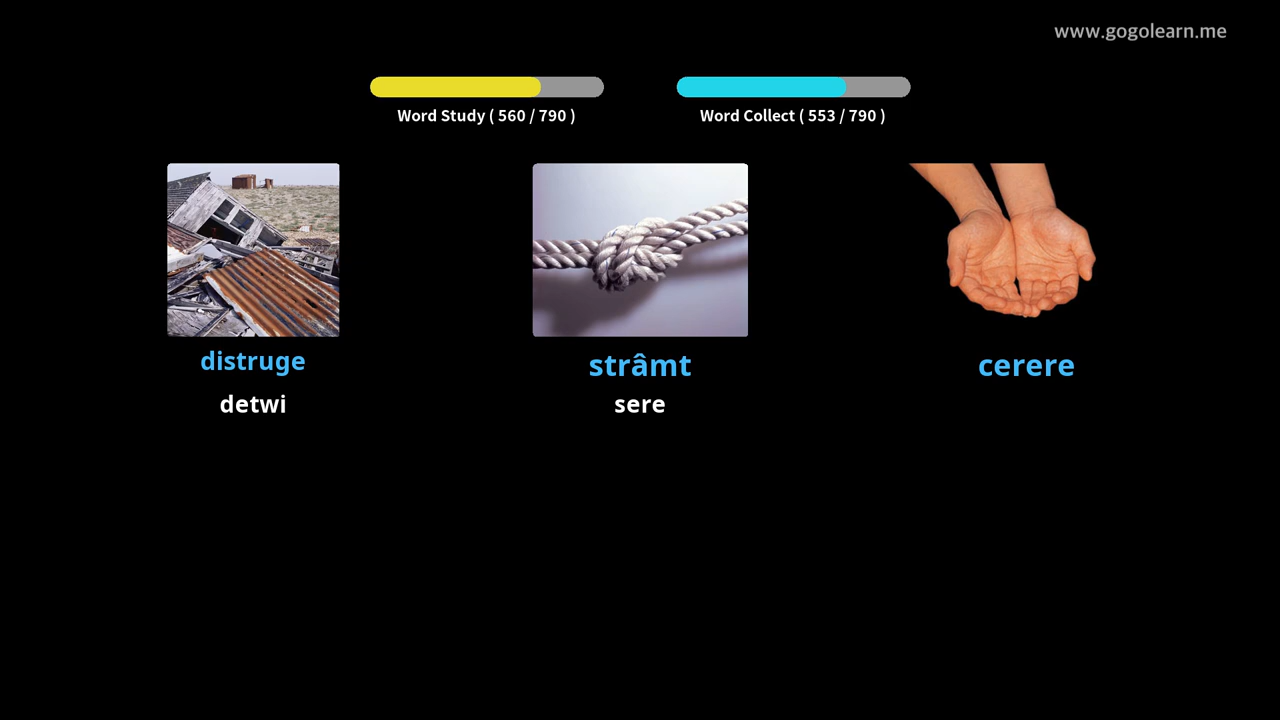 www.gogolearn.me
Word Study ( 560 / 790 )
Word Collect ( 553 / 790 )
distruge
detwi
strâmt
sere
cerere